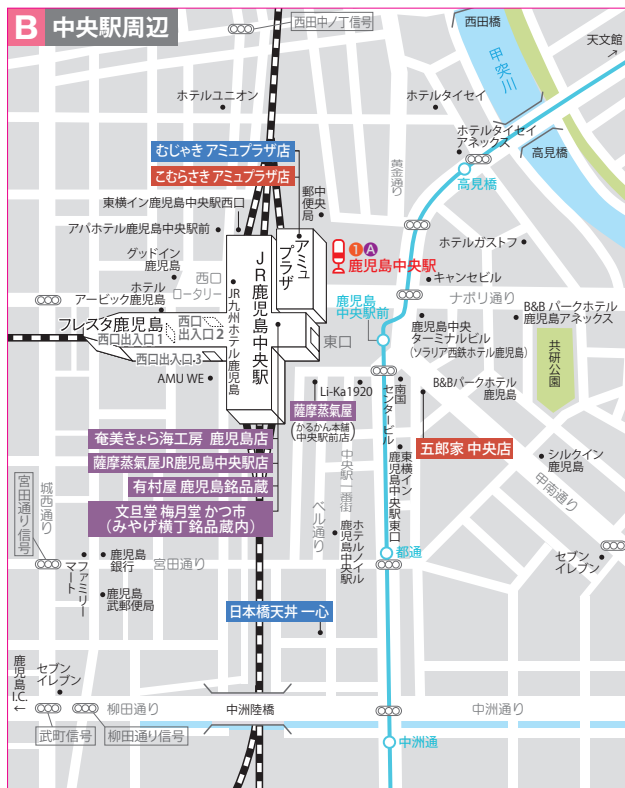 B 中央駅周辺
西田中ノ丁信号
西田橋
天文館
→
甲突川
ホテルユニオン
ホテルタイセイ
ホテルタイセイ
アネックス
高見橋
高見橋
黄金通り
むじゃき アミュプラザ店
こむらさき アミュプラザ店
中央
郵便局
東横イン鹿児島中央駅西口
アパホテル鹿児島中央駅前
アミュ
プラザ
1 A
鹿児島中央駅
ホテルガストフ
グッドイン
鹿児島
西口
ロータリー
キャンセビル
ナポリ通り
ホテル
アービック鹿児島
JR鹿児島中央駅
JR九州ホテル鹿児島
鹿児島
中央駅前
B&B パークホテル
鹿児島アネックス
フレスタ鹿児島
西口出入口1
西口
出入口2
西口出入口3
東口
鹿児島中央
ターミナルビル
(ソラリア西鉄ホテル鹿児島)
共研公園
AMU WE
Li-Ka1920
南国
センタービル
B&Bパークホテル
鹿児島
薩摩蒸氣屋
(かるかん本舗
中央駅前店)
五郎家 中央店
奄美きょら海工房 鹿児島店
薩摩蒸氣屋JR鹿児島中央駅店
有村屋 鹿児島銘品蔵
文旦堂 梅月堂 かつ市
(みやげ横丁銘品蔵内)
中央駅一番街
東横イン
鹿児島中央駅東口
シルクイン
鹿児島
甲南通り
宮田通り信号
城西通り
ベル通り
ホテルノイル
鹿児島中央駅
都通
セブン
イレブン
ファミリー
マート
鹿児島
銀行
宮田通り
鹿児島
武郵便局
日本橋天丼 一心
鹿児島
I.C.
←
セブン
イレブン
柳田通り
中洲陸橋
中洲通り
武町信号
柳田通り信号
中洲通